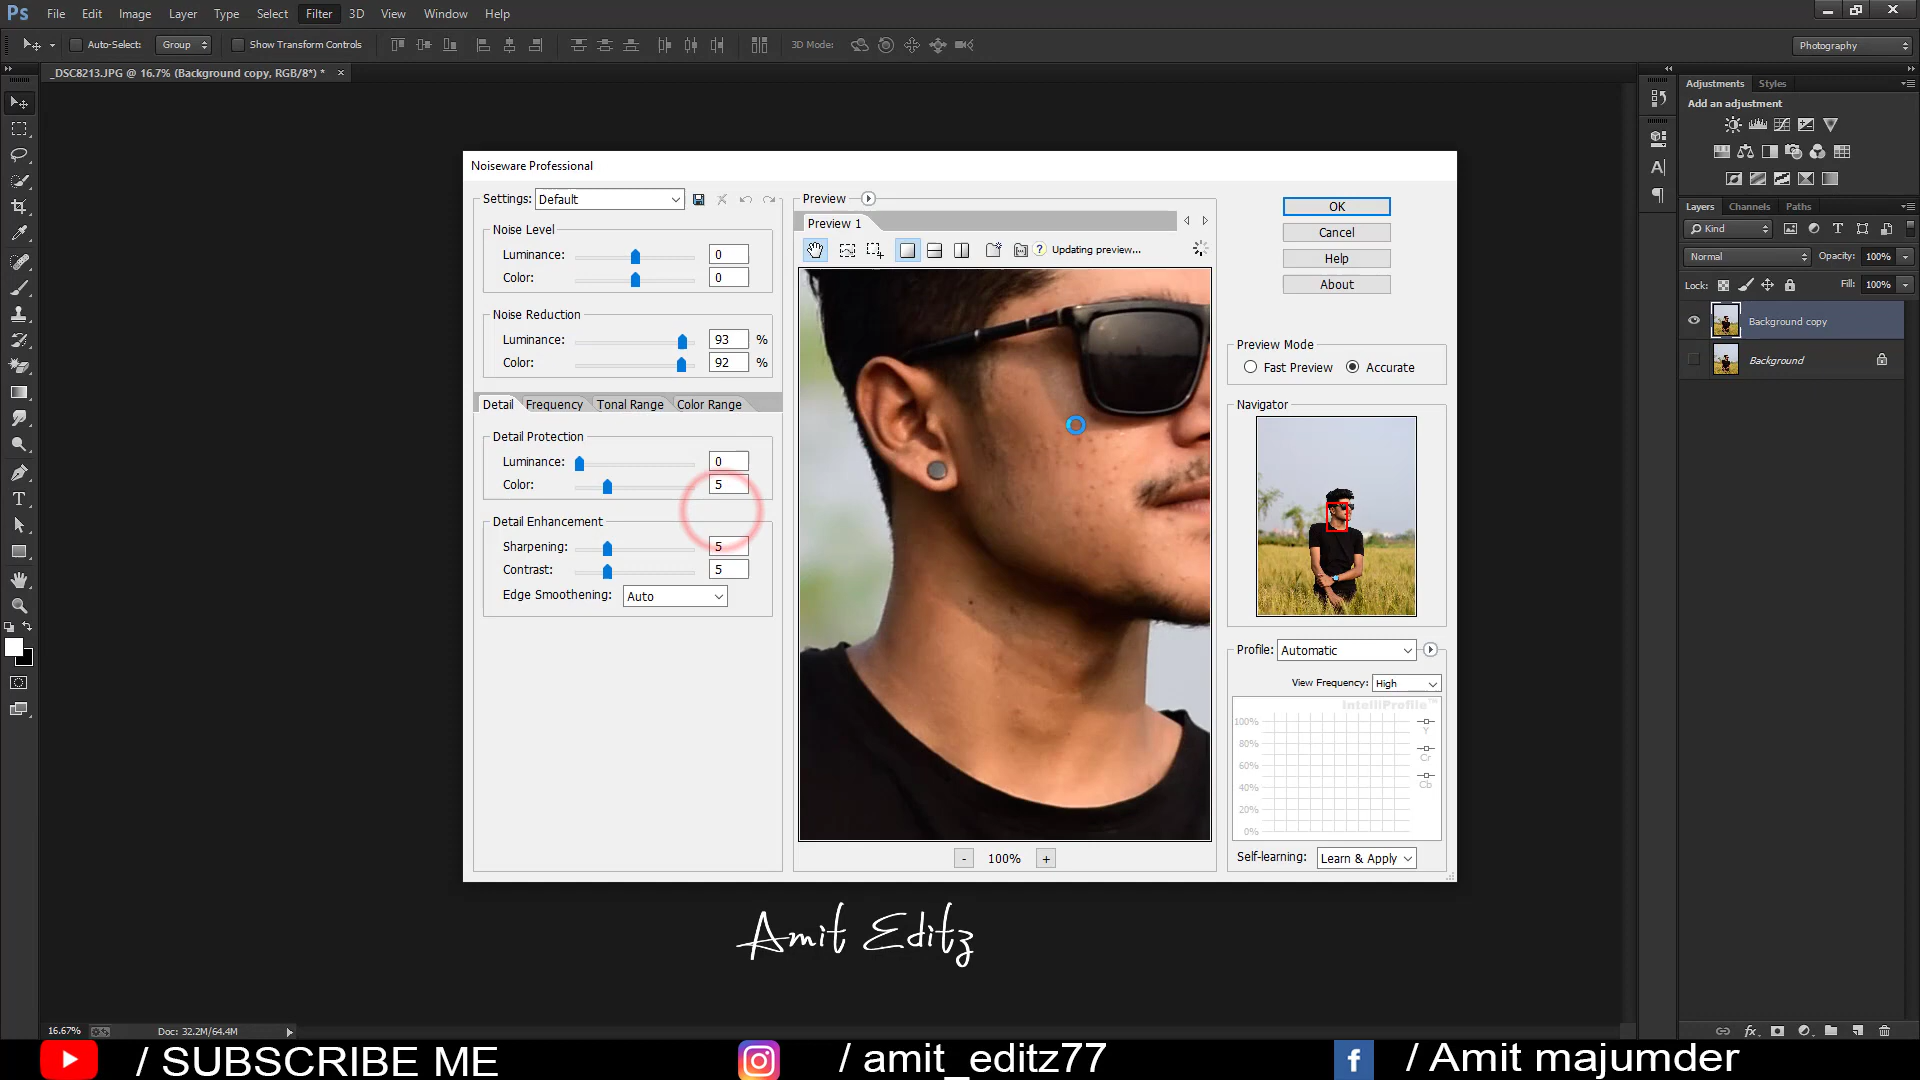 Ps File Edit Image Layer Type Select Filter 3D View Window Help
Auto-Select: Group Show Transform Controls 3D Mode: Photography
_DSC8213.JPG @ 16.7% (Background copy, RGB/8*) *
Noiseware Professional
Settings: Default
Noise Level
Luminance: 0
Color: 0
Noise Reduction
Luminance: 93 %
Color: 92 %
Detail Frequency Tonal Range Color Range
Detail Protection
Luminance: 0
Color: 5
Detail Enhancement
Sharpening: 5
Contrast: 5
Edge Smoothening: Auto
Preview
Preview 1
Updating preview...
- 100% +
OK
Cancel
Help
About
Preview Mode
Fast Preview Accurate
Navigator
Profile: Automatic
View Frequency: High
IntelliProfile™
100%
80%
60%
40%
20%
0%
Y
Cr
Cb
Self-learning: Learn & Apply
Adjustments Styles
Add an adjustment
Layers Channels Paths
Kind
Normal Opacity: 100%
Lock: Fill: 100%
Background copy
Background
Amit Editz
16.67% Doc: 32.2M/64.4M
/ SUBSCRIBE ME / amit_editz77 / Amit majumder